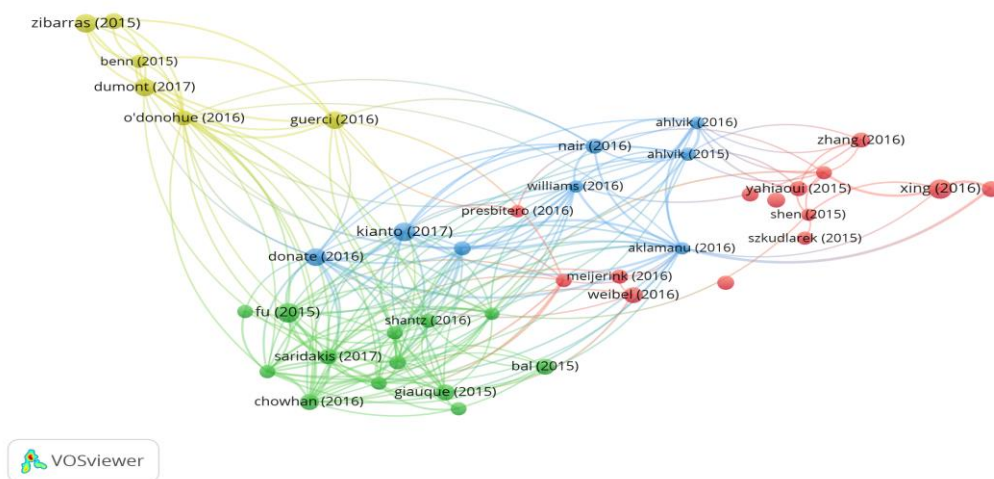 zibarras (2015)
benn (2015)
dumont (2017)
o'donohue (2016)
guerci (2016)
ahlvik (2016)
zhang (2016)
nair (2016)
ahlvik (2015)
williams (2016)
yahiaoui (2015)
xing (2016)
presbitero (2016)
shen (2015)
kianto (2017)
szkudlarek (2015)
donate (2016)
aklamanu (2016)
meijerink (2016)
weibel (2016)
fu (2015)
shantz (2016)
saridakis (2017)
bal (2015)
giauque (2015)
chowhan (2016)
VOSviewer